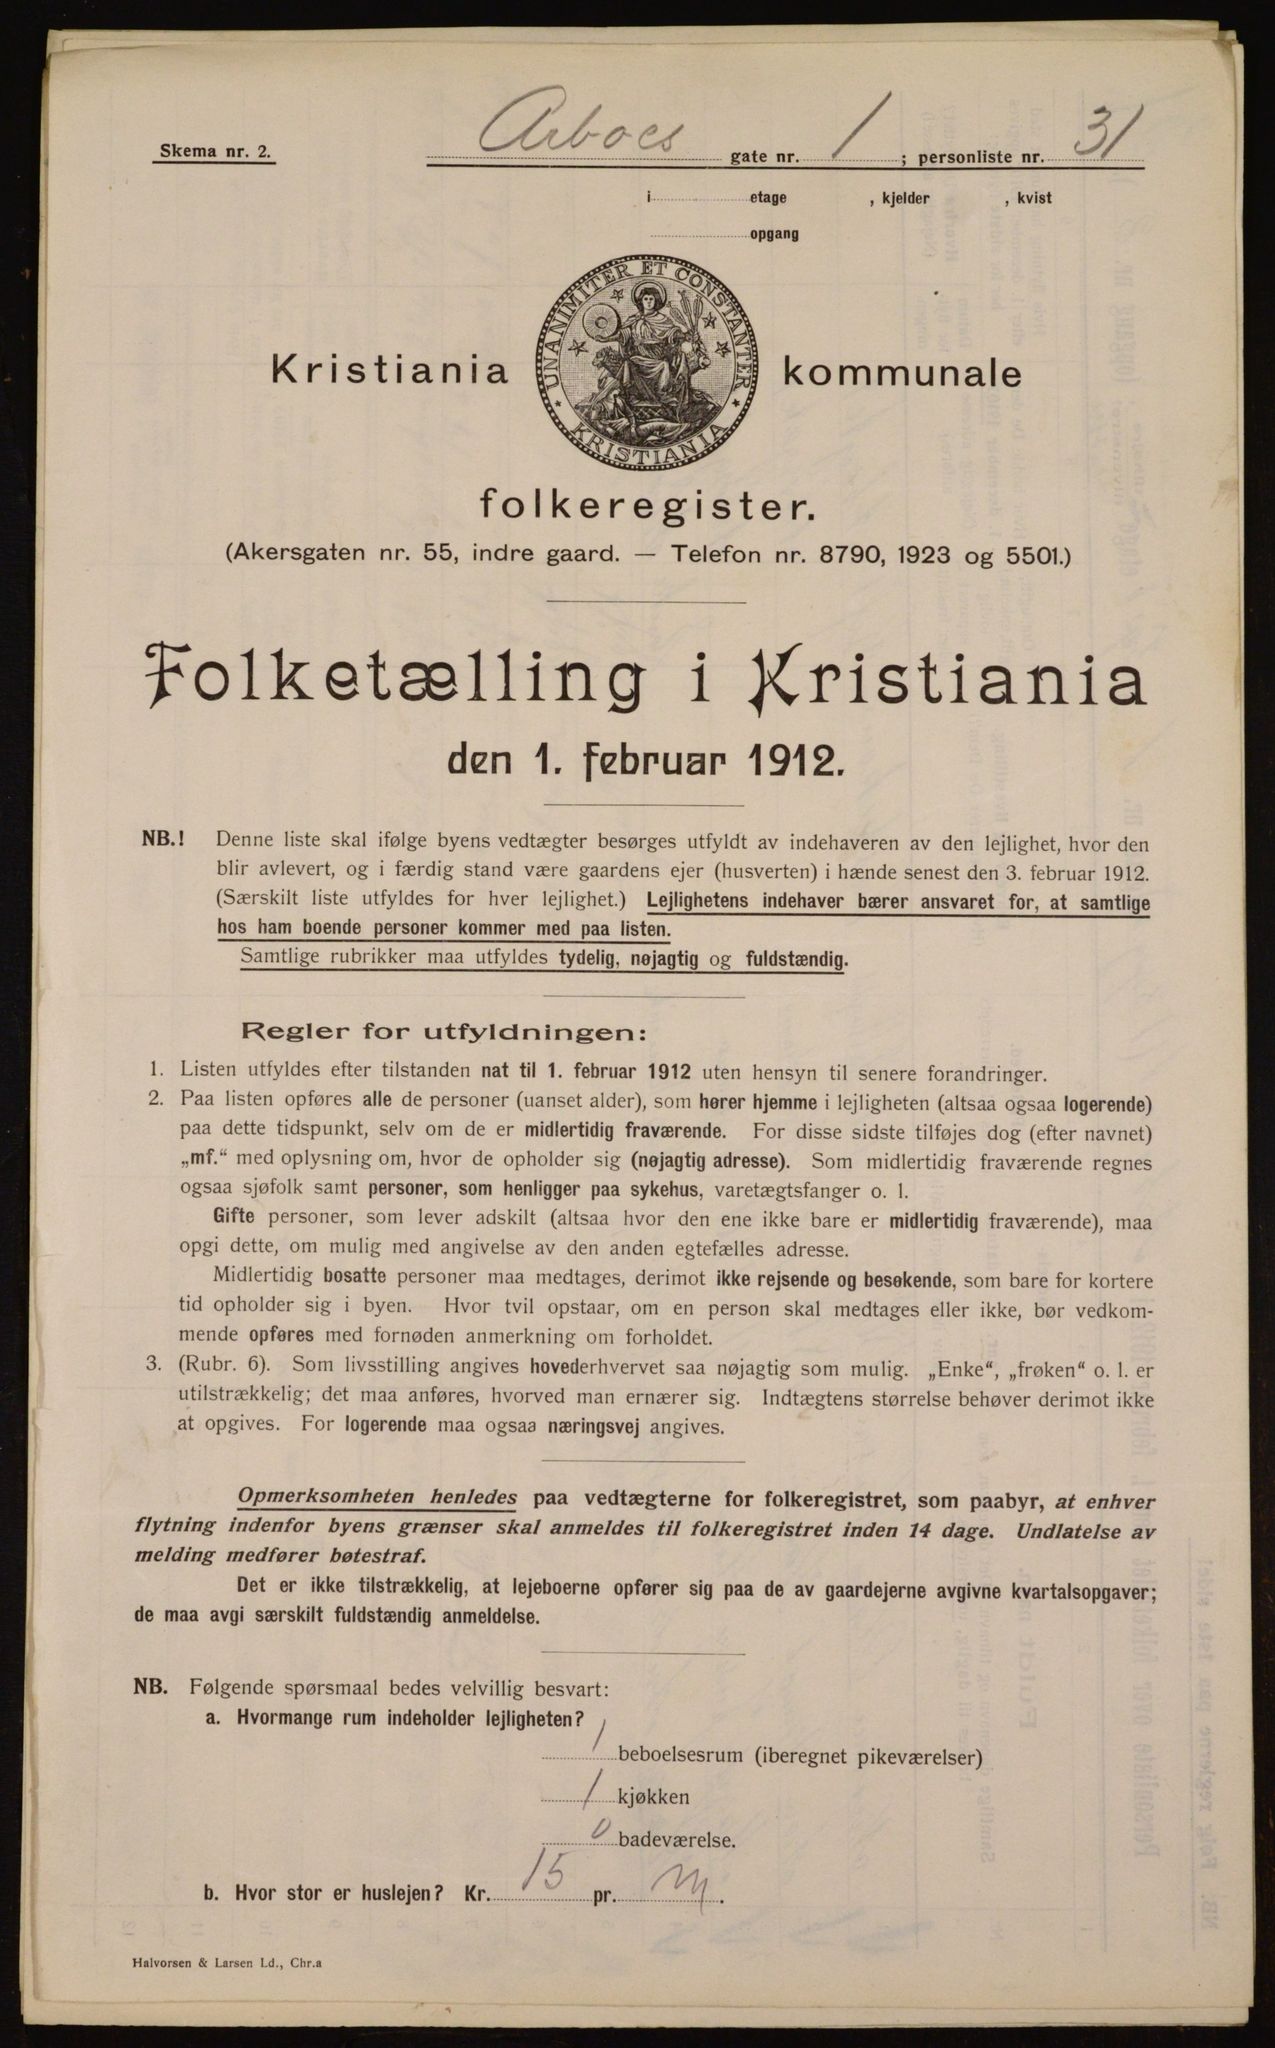 Skema nr. 2. Arboes gate nr. 1 ; personliste nr. 31
i etage , kjelder , kvist
opgang
UNANIMITER ET CONSTANTER
KRISTIANIA
Kristiania kommunale
folkeregister.
(Akersgaten nr. 55, indre gaard. — Telefon nr. 8790, 1923 og 5501.)
Folketælling i Kristiania
den 1. februar 1912.
NB.! Denne liste skal ifølge byens vedtægter besørges utfyldt av indehaveren av den lejlighet, hvor den
blir avlevert, og i færdig stand være gaardens ejer (husverten) i hænde senest den 3. februar 1912.
(Særskilt liste utfyldes for hver lejlighet.) Lejlighetens indehaver bærer ansvaret for, at samtlige
hos ham boende personer kommer med paa listen.
Samtlige rubrikker maa utfyldes tydelig, nøjagtig og fuldstændig.
Regler for utfyldningen:
1. Listen utfyldes efter tilstanden nat til 1. februar 1912 uten hensyn til senere forandringer.
2. Paa listen opføres alle de personer (uanset alder), som hører hjemme i lejligheten (altsaa ogsaa logerende)
paa dette tidspunkt, selv om de er midlertidig fraværende. For disse sidste tilføjes dog (efter navnet)
„mf.“ med oplysning om, hvor de opholder sig (nøjagtig adresse). Som midlertidig fraværende regnes
ogsaa sjøfolk samt personer, som henligger paa sykehus, varetægtsfanger o. l.
Gifte personer, som lever adskilt (altsaa hvor den ene ikke bare er midlertidig fraværende), maa
opgi dette, om mulig med angivelse av den anden egtefælles adresse.
Midlertidig bosatte personer maa medtages, derimot ikke rejsende og besøkende, som bare for kortere
tid opholder sig i byen. Hvor tvil opstaar, om en person skal medtages eller ikke, bør vedkom-
mende opføres med fornøden anmerkning om forholdet.
3. (Rubr. 6). Som livsstilling angives hovederhvervet saa nøjagtig som mulig. „Enke“, „frøken“ o. l. er
utilstrækkelig; det maa anføres, hvorved man ernærer sig. Indtægtens størrelse behøver derimot ikke
at opgives. For logerende maa ogsaa næringsvej angives.
Opmerksomheten henledes paa vedtægterne for folkeregistret, som paabyr, at enhver
flytning indenfor byens grænser skal anmeldes til folkeregistret inden 14 dage. Undlatelse av
melding medfører bøtestraf.
Det er ikke tilstrækkelig, at lejeboerne opfører sig paa de av gaardejerne avgivne kvartalsopgaver;
de maa avgi særskilt fuldstændig anmeldelse.
NB. Følgende spørsmaal bedes velvillig besvart:
a. Hvormange rum indeholder lejligheten?
1 beboelsesrum (iberegnet pikeværelser)
1 kjøkken
0 badeværelse.
b. Hvor stor er huslejen? Kr. 15 pr. M.
Halvorsen & Larsen Ld., Chr.a